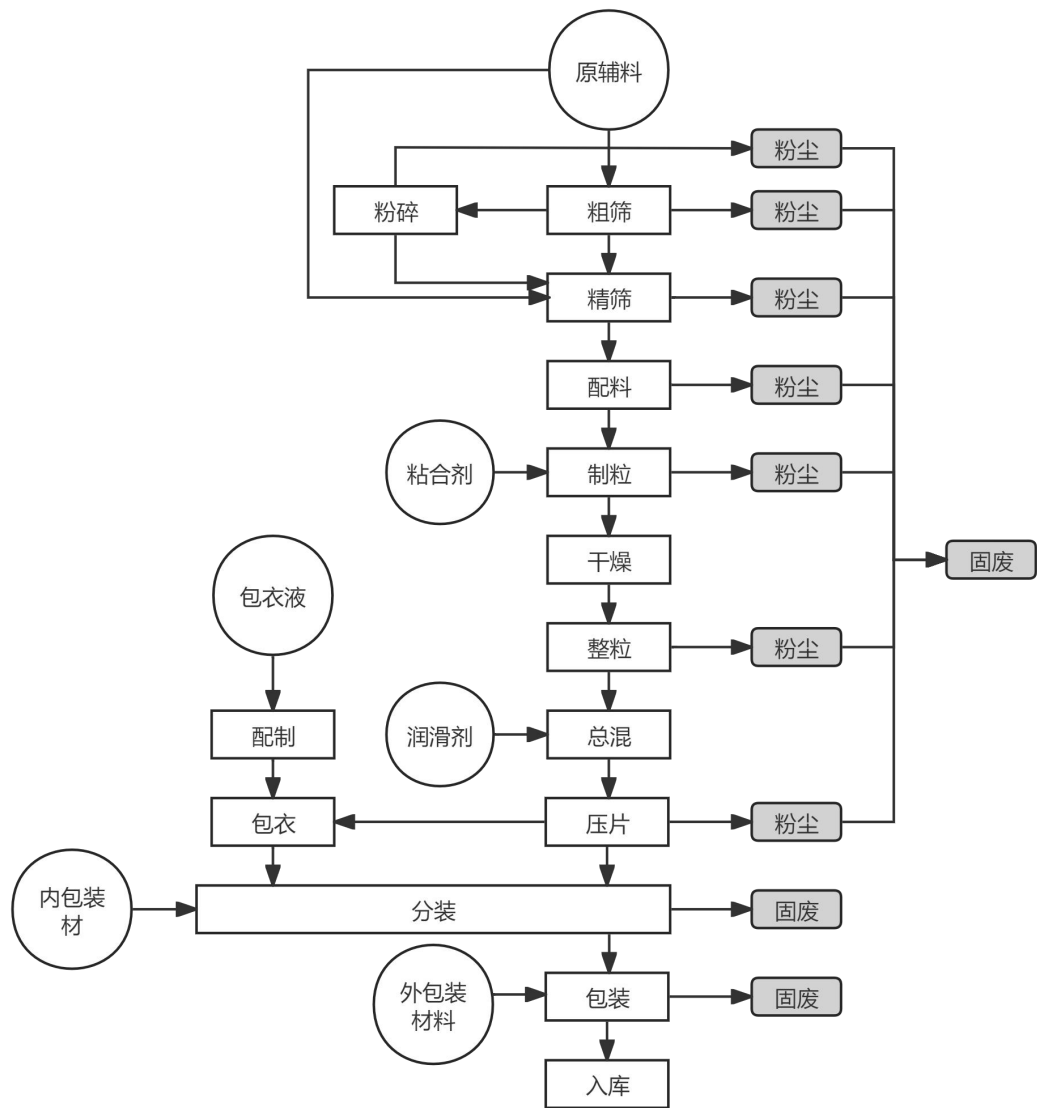 原辅料
粉尘
粉碎
粗筛
粉尘
精筛
粉尘
配料
粉尘
粘合剂
制粒
粉尘
干燥
固废
包衣液
整粒
粉尘
配制
润滑剂
总混
包衣
压片
粉尘
内包装
材
分装
固废
外包装
材料
包装
固废
入库